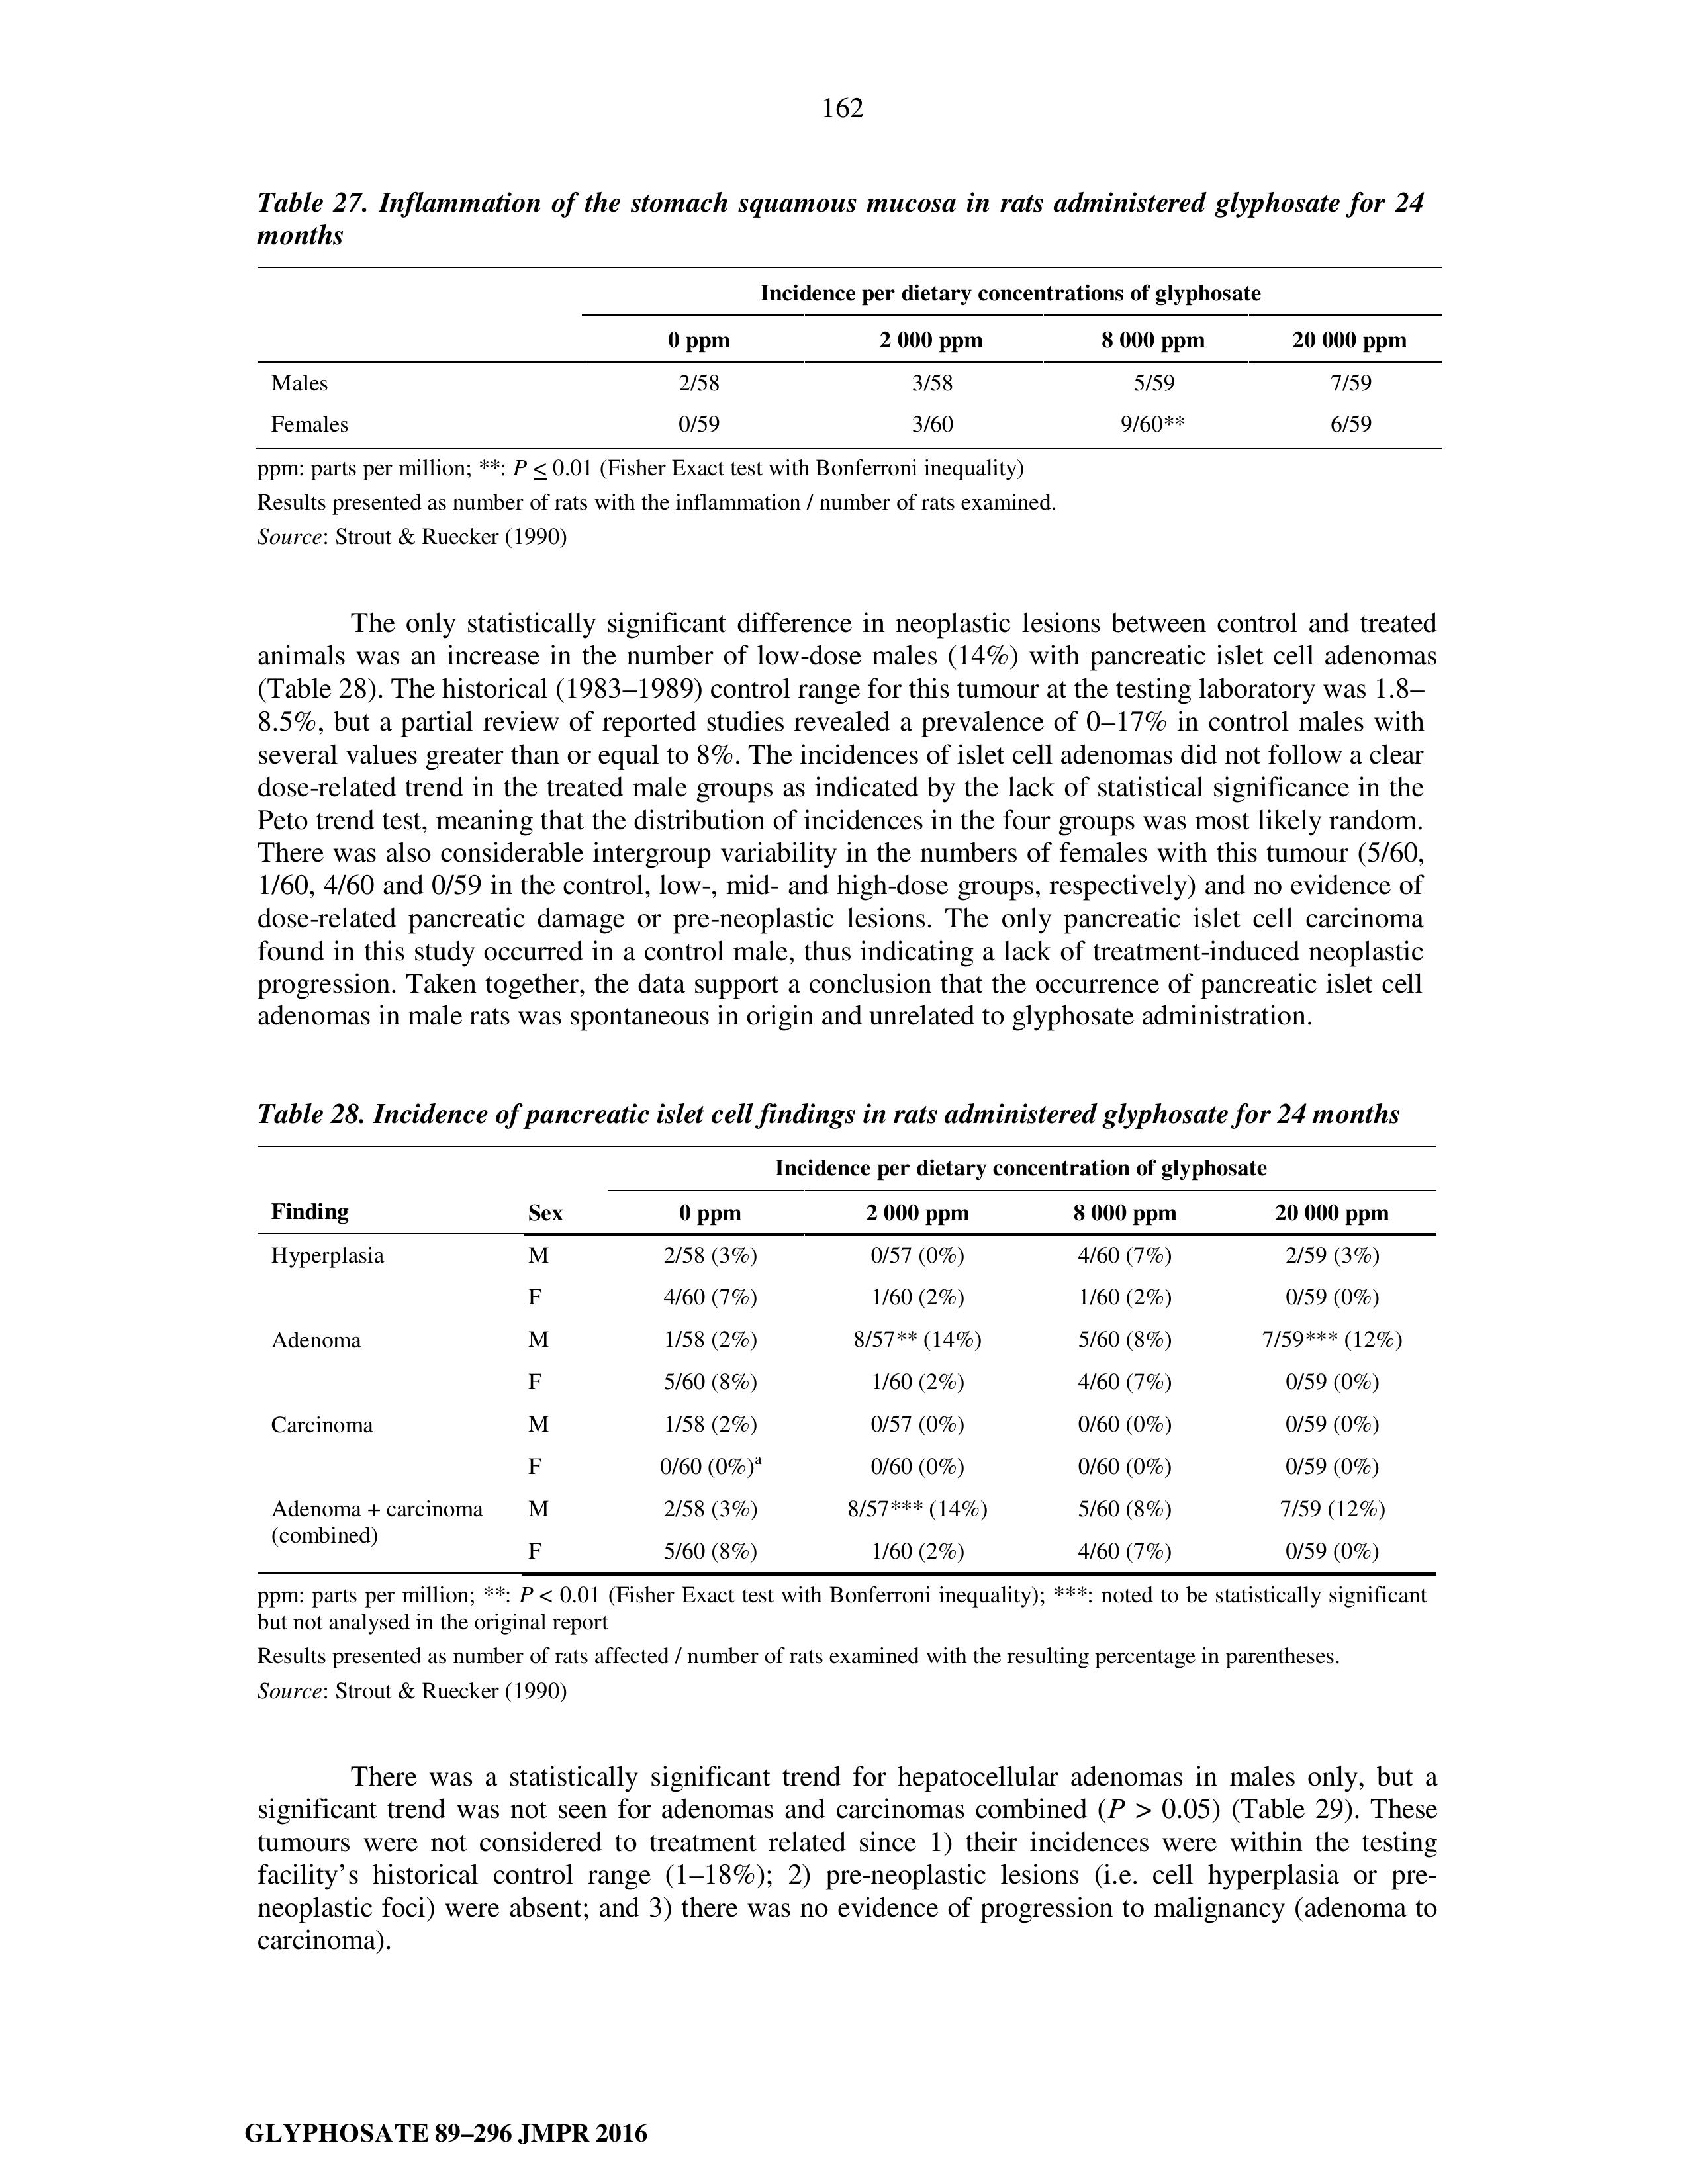 162
Table 27. Inflammation of the stomach squamous mucosa in rats administered glyphosate for 24
months
Incidence per dietary concentrations of glyphosate
0 ppm 2 000 ppm 8 000 ppm 20 000 ppm
Males 2/58 3/58 5/59 7/59
Females 0/59 3/60 9/60** 6/59
ppm: parts per million; **: P ≤ 0.01 (Fisher Exact test with Bonferroni inequality)
Results presented as number of rats with the inflammation / number of rats examined.
Source: Strout & Ruecker (1990)
The only statistically significant difference in neoplastic lesions between control and treated
animals was an increase in the number of low-dose males (14%) with pancreatic islet cell adenomas
(Table 28). The historical (1983–1989) control range for this tumour at the testing laboratory was 1.8–
8.5%, but a partial review of reported studies revealed a prevalence of 0–17% in control males with
several values greater than or equal to 8%. The incidences of islet cell adenomas did not follow a clear
dose-related trend in the treated male groups as indicated by the lack of statistical significance in the
Peto trend test, meaning that the distribution of incidences in the four groups was most likely random.
There was also considerable intergroup variability in the numbers of females with this tumour (5/60,
1/60, 4/60 and 0/59 in the control, low-, mid- and high-dose groups, respectively) and no evidence of
dose-related pancreatic damage or pre-neoplastic lesions. The only pancreatic islet cell carcinoma
found in this study occurred in a control male, thus indicating a lack of treatment-induced neoplastic
progression. Taken together, the data support a conclusion that the occurrence of pancreatic islet cell
adenomas in male rats was spontaneous in origin and unrelated to glyphosate administration.
Table 28. Incidence of pancreatic islet cell findings in rats administered glyphosate for 24 months
Incidence per dietary concentration of glyphosate
Finding Sex 0 ppm 2 000 ppm 8 000 ppm 20 000 ppm
Hyperplasia M 2/58 (3%) 0/57 (0%) 4/60 (7%) 2/59 (3%)
F 4/60 (7%) 1/60 (2%) 1/60 (2%) 0/59 (0%)
Adenoma M 1/58 (2%) 8/57** (14%) 5/60 (8%) 7/59*** (12%)
F 5/60 (8%) 1/60 (2%) 4/60 (7%) 0/59 (0%)
Carcinoma M 1/58 (2%) 0/57 (0%) 0/60 (0%) 0/59 (0%)
F 0/60 (0%)ᵃ 0/60 (0%) 0/60 (0%) 0/59 (0%)
Adenoma + carcinoma M 2/58 (3%) 8/57*** (14%) 5/60 (8%) 7/59 (12%)
(combined)
F 5/60 (8%) 1/60 (2%) 4/60 (7%) 0/59 (0%)
ppm: parts per million; **: P < 0.01 (Fisher Exact test with Bonferroni inequality); ***: noted to be statistically significant
but not analysed in the original report
Results presented as number of rats affected / number of rats examined with the resulting percentage in parentheses.
Source: Strout & Ruecker (1990)
There was a statistically significant trend for hepatocellular adenomas in males only, but a
significant trend was not seen for adenomas and carcinomas combined (P > 0.05) (Table 29). These
tumours were not considered to treatment related since 1) their incidences were within the testing
facility’s historical control range (1–18%); 2) pre-neoplastic lesions (i.e. cell hyperplasia or pre-
neoplastic foci) were absent; and 3) there was no evidence of progression to malignancy (adenoma to
carcinoma).
GLYPHOSATE 89–296 JMPR 2016